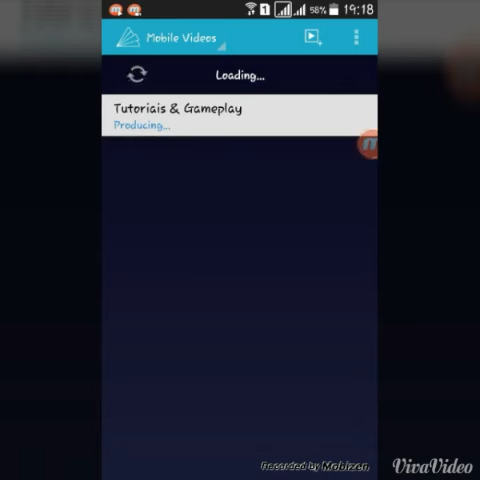 58% 19:18
Mobile Videos
Loading...
Tutoriais & Gameplay
Producing...
Recorded by Mobizen
VivaVideo